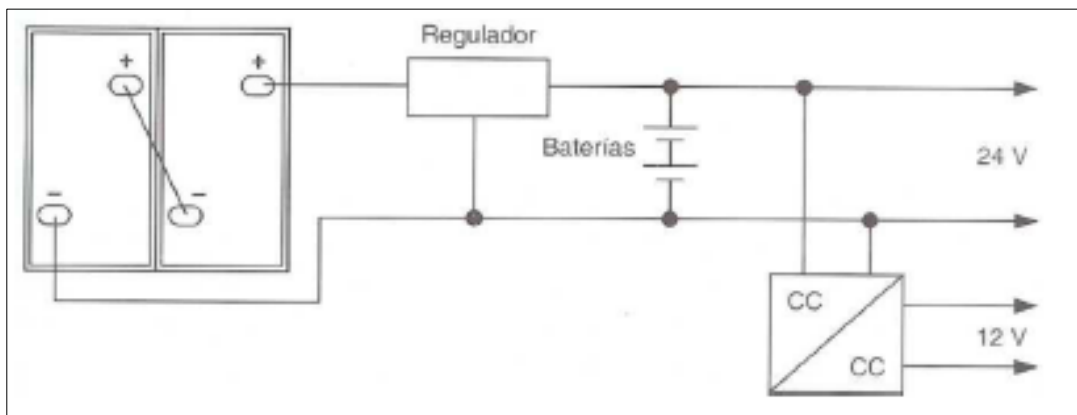 Regulador
+
+
Baterías
24 V
-
-
CC
CC
12 V